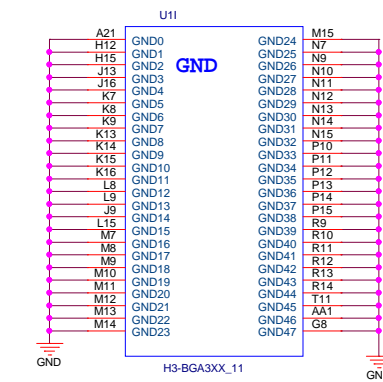 U1I
GND
A21 GND0 GND24 M15
H12 GND1 GND25 N7
H15 GND2 GND26 N9
J13 GND3 GND27 N10
J16 GND4 GND28 N11
K7 GND5 GND29 N12
K8 GND6 GND30 N13
K9 GND7 GND31 N14
K13 GND8 GND32 N15
K14 GND9 GND33 P10
K15 GND10 GND34 P11
K16 GND11 GND35 P12
L8 GND12 GND36 P13
L9 GND13 GND37 P14
J9 GND14 GND38 P15
L15 GND15 GND39 R9
M7 GND16 GND40 R10
M8 GND17 GND41 R11
M9 GND18 GND42 R12
M10 GND19 GND43 R13
M11 GND20 GND44 R14
M12 GND21 GND45 T11
M13 GND22 GND46 AA1
M14 GND23 GND47 G8
GND
H3-BGA3XX_11
GN